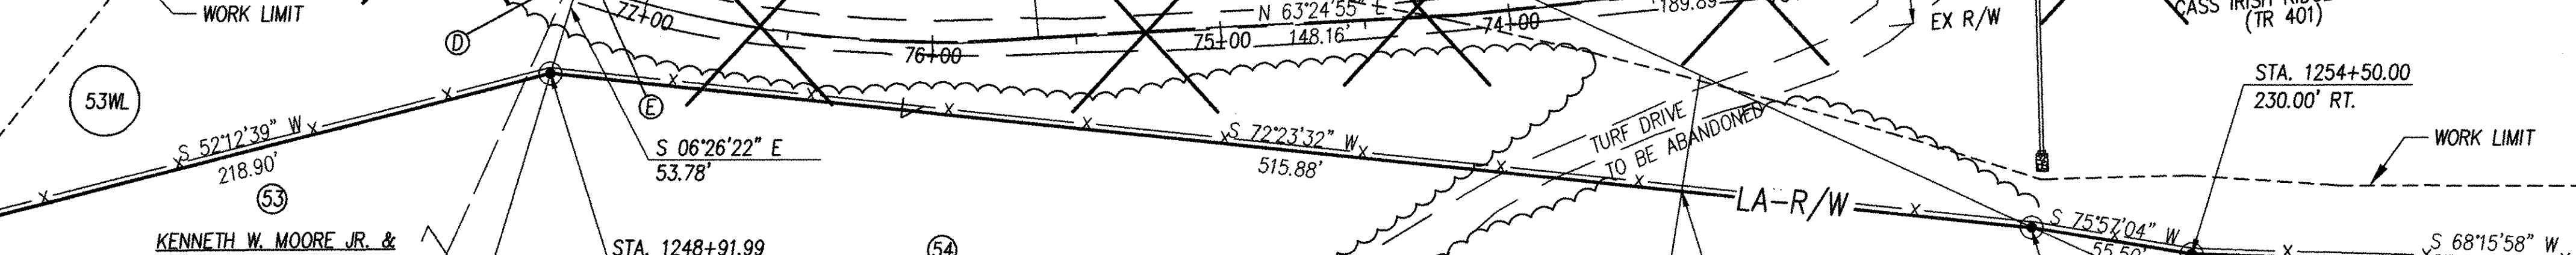 WORK LIMIT
77+00
D
76+00
N 63°24'55" E
75+00
148.16'
74+00
189.89'
EX R/W
(TR 401)
STA. 1254+50.00
230.00' RT.
53WL
E
S 52°12'39" W
218.90'
S 06°26'22" E
53.78'
S 72°23'32" W
515.88'
TURF DRIVE
TO BE ABANDONED
WORK LIMIT
53
LA-R/W
KENNETH W. MOORE JR. &
STA. 1248+91.99
54
S 75°57'04" W
55.50'
S 68°15'58" W